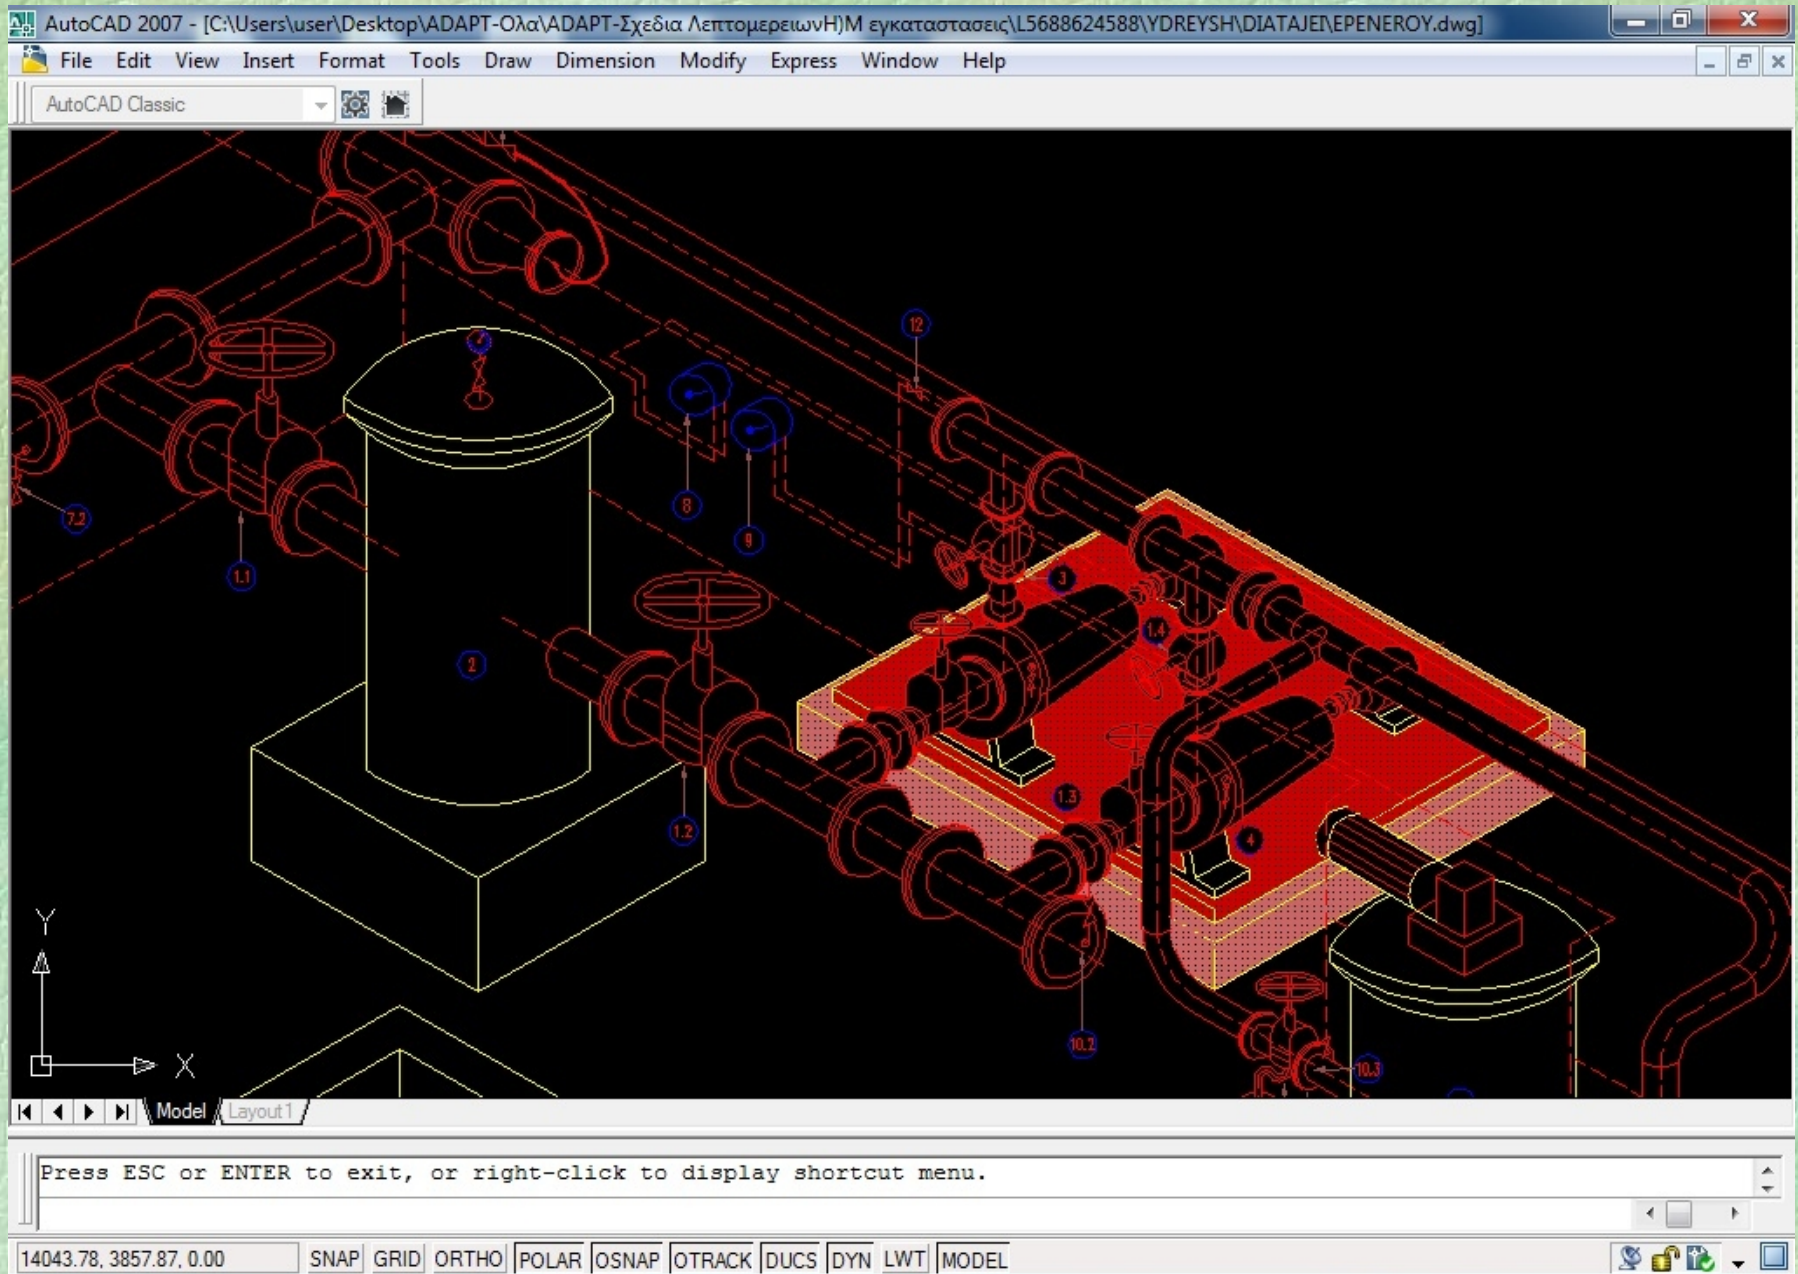 AutoCAD 2007 - [C:\Users\user\Desktop\ADAPT-Ολα\ADAPT-Σχεδια ΛεπτομερειωνΗ)Μ εγκαταστασεις\L5688624588\YDREYSH\DIATAJEI\EPENEROY.dwg]
File Edit View Insert Format Tools Draw Dimension Modify Express Window Help
AutoCAD Classic
12
8
7.2
9
1.1
3
1.4
2
1.3
1.2
4
10.2
10.3
Y
X
Model Layout1
Press ESC or ENTER to exit, or right-click to display shortcut menu.
14043.78, 3857.87, 0.00 SNAP GRID ORTHO POLAR OSNAP OTRACK DUCS DYN LWT MODEL